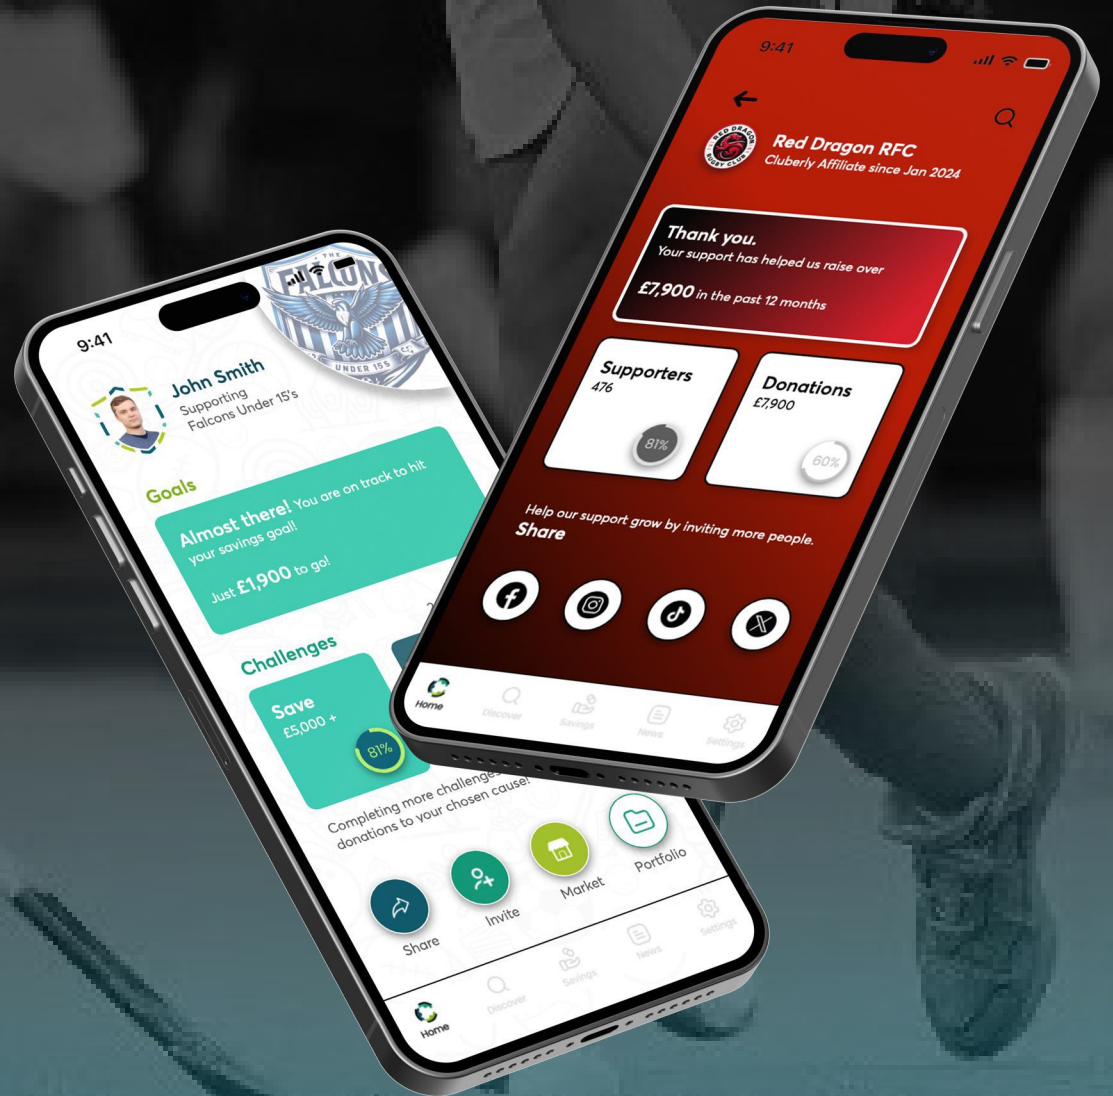 9:41
THE
FALCONS
UNDER 15'S
John Smith
Supporting
Falcons Under 15's
Goals
Almost there! You are on track to hit
your savings goal!
Just £1,900 to go!
Challenges
Save
£5,000 +
81%
Completing more challenges
donations to your chosen cause!
Share
Invite
Market
Portfolio
Home
Discover
Savings
News
Settings
9:41
RED DRAGON
RUGBY CLUB
Red Dragon RFC
Cluberly Affiliate since Jan 2024
Thank you.
Your support has helped us raise over
£7,900 in the past 12 months
Supporters
476
81%
Donations
£7,900
60%
Help our support grow by inviting more people.
Share
Home
Discover
Savings
News
Settings